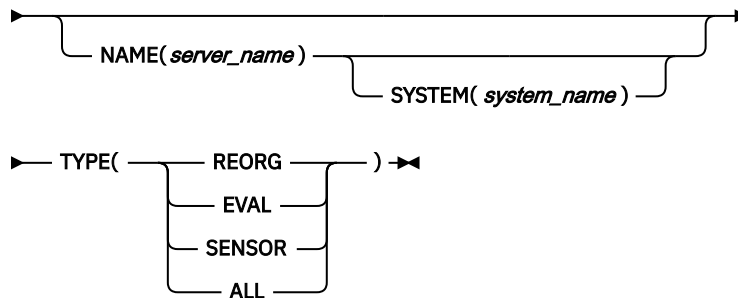 NAME( server_name )
SYSTEM( system_name )
TYPE( REORG )
EVAL
SENSOR
ALL